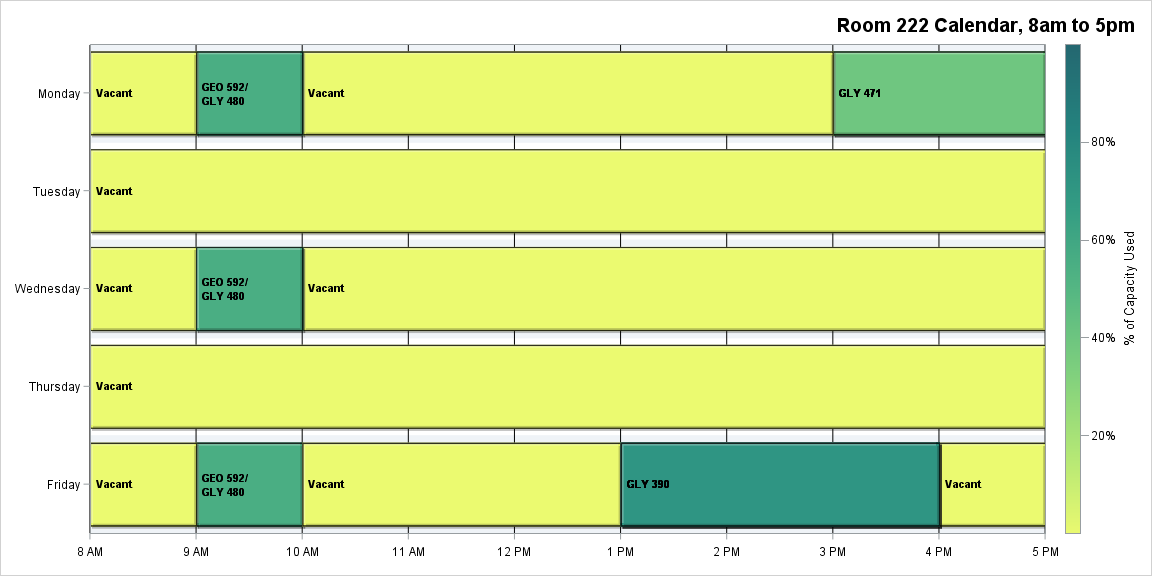 Room 222 Calendar, 8am to 5pm
Monday
Vacant
GEO 592/
GLY 480
Vacant
GLY 471
Tuesday
Vacant
Wednesday
Vacant
GEO 592/
GLY 480
Vacant
Thursday
Vacant
Friday
Vacant
GEO 592/
GLY 480
Vacant
GLY 390
Vacant
8 AM
9 AM
10 AM
11 AM
12 PM
1 PM
2 PM
3 PM
4 PM
5 PM
80%
60%
40%
20%
% of Capacity Used